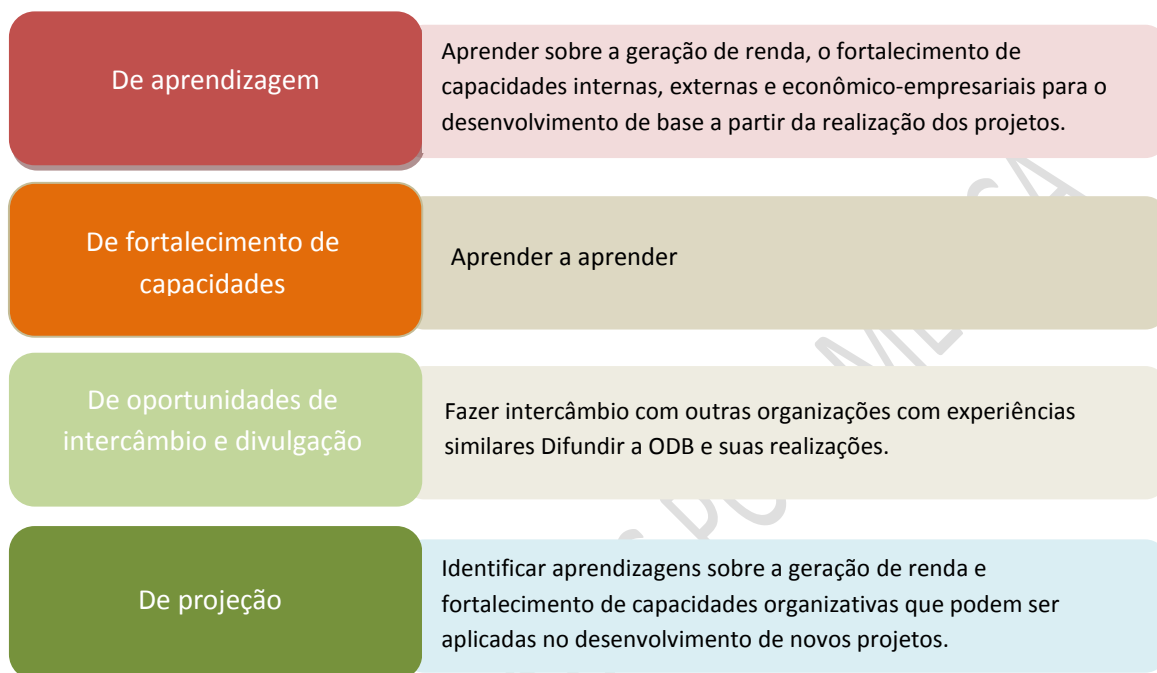 De aprendizagem
Aprender sobre a geração de renda, o fortalecimento de
capacidades internas, externas e econômico-empresariais para o
desenvolvimento de base a partir da realização dos projetos.
De fortalecimento de
capacidades
Aprender a aprender
De oportunidades de
intercâmbio e divulgação
Fazer intercâmbio com outras organizações com experiências
similares Difundir a ODB e suas realizações.
De projeção
Identificar aprendizagens sobre a geração de renda e
fortalecimento de capacidades organizativas que podem ser
aplicadas no desenvolvimento de novos projetos.